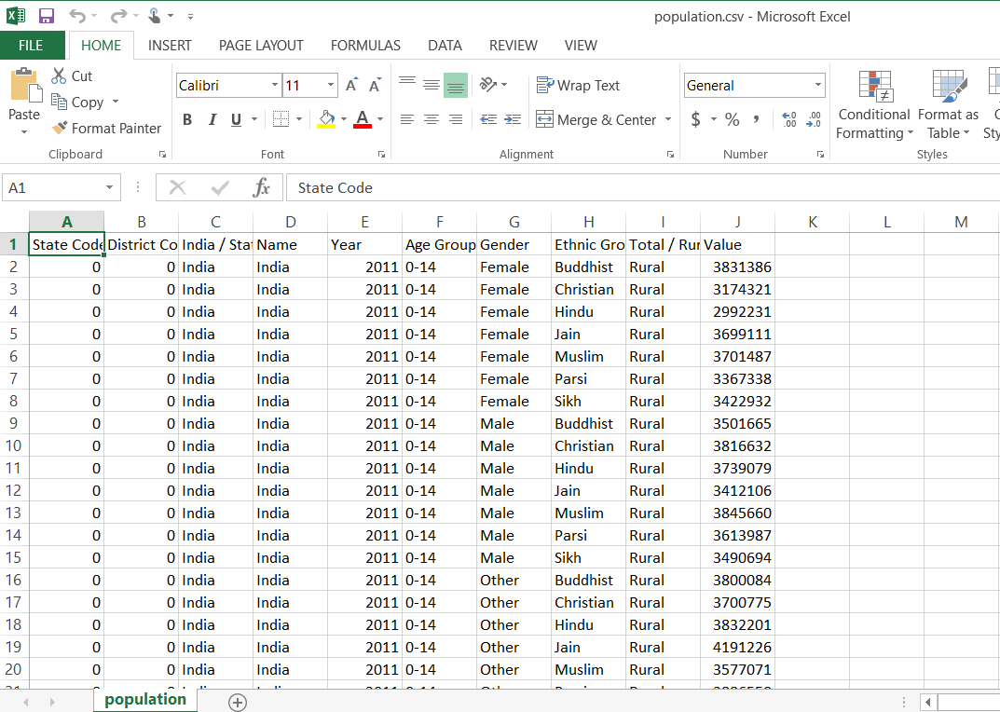 population.csv - Microsoft Excel
FILE HOME INSERT PAGE LAYOUT FORMULAS DATA REVIEW VIEW
Paste
Cut
Copy
Format Painter
Clipboard
Calibri 11 A A
B I U A
Font
Wrap Text
Merge & Center
Alignment
General
$ % , .0 .00 .00 .0
Number
Conditional Formatting
Format as Table
Styles
A1 fx State Code
A B C D E F G H I J K L M
1 State Code District Co India / Stat Name Year Age Group Gender Ethnic Gro Total / Rur Value
2 0 0 India India 2011 0-14 Female Buddhist Rural 3831386
3 0 0 India India 2011 0-14 Female Christian Rural 3174321
4 0 0 India India 2011 0-14 Female Hindu Rural 2992231
5 0 0 India India 2011 0-14 Female Jain Rural 3699111
6 0 0 India India 2011 0-14 Female Muslim Rural 3701487
7 0 0 India India 2011 0-14 Female Parsi Rural 3367338
8 0 0 India India 2011 0-14 Female Sikh Rural 3422932
9 0 0 India India 2011 0-14 Male Buddhist Rural 3501665
10 0 0 India India 2011 0-14 Male Christian Rural 3816632
11 0 0 India India 2011 0-14 Male Hindu Rural 3739079
12 0 0 India India 2011 0-14 Male Jain Rural 3412106
13 0 0 India India 2011 0-14 Male Muslim Rural 3845660
14 0 0 India India 2011 0-14 Male Parsi Rural 3613987
15 0 0 India India 2011 0-14 Male Sikh Rural 3490694
16 0 0 India India 2011 0-14 Other Buddhist Rural 3800084
17 0 0 India India 2011 0-14 Other Christian Rural 3700775
18 0 0 India India 2011 0-14 Other Hindu Rural 3832201
19 0 0 India India 2011 0-14 Other Jain Rural 4191226
20 0 0 India India 2011 0-14 Other Muslim Rural 3577071
population